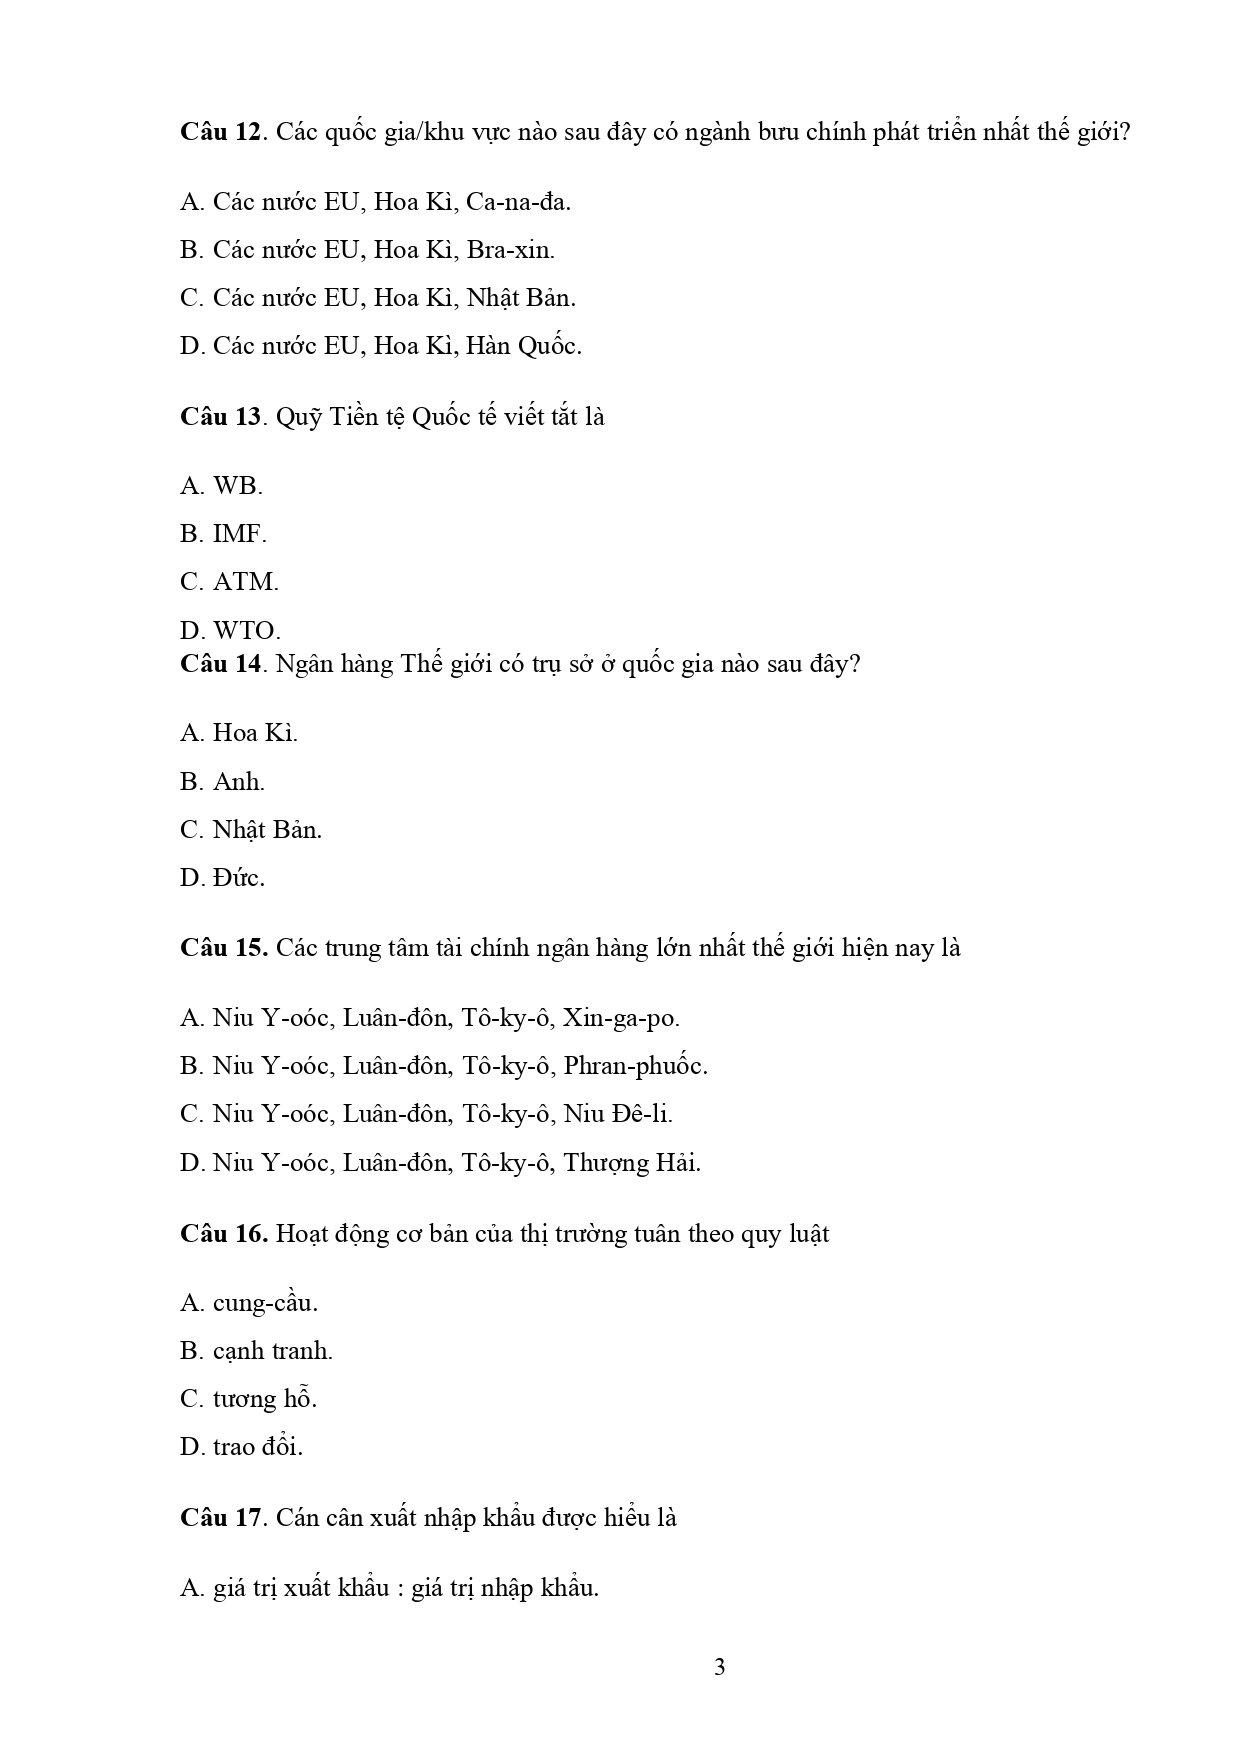 Câu 12. Các quốc gia/khu vực nào sau đây có ngành bưu chính phát triển nhất thế giới?
A. Các nước EU, Hoa Kì, Ca-na-đa.
B. Các nước EU, Hoa Kì, Bra-xin.
C. Các nước EU, Hoa Kì, Nhật Bản.
D. Các nước EU, Hoa Kì, Hàn Quốc.
Câu 13. Quỹ Tiền tệ Quốc tế viết tắt là
A. WB.
B. IMF.
C. ATM.
D. WTO.
Câu 14. Ngân hàng Thế giới có trụ sở ở quốc gia nào sau đây?
A. Hoa Kì.
B. Anh.
C. Nhật Bản.
D. Đức.
Câu 15. Các trung tâm tài chính ngân hàng lớn nhất thế giới hiện nay là
A. Niu Y-oóc, Luân-đôn, Tô-ky-ô, Xin-ga-po.
B. Niu Y-oóc, Luân-đôn, Tô-ky-ô, Phran-phuốc.
C. Niu Y-oóc, Luân-đôn, Tô-ky-ô, Niu Đê-li.
D. Niu Y-oóc, Luân-đôn, Tô-ky-ô, Thượng Hải.
Câu 16. Hoạt động cơ bản của thị trường tuân theo quy luật
A. cung-cầu.
B. cạnh tranh.
C. tương hỗ.
D. trao đổi.
Câu 17. Cán cân xuất nhập khẩu được hiểu là
A. giá trị xuất khẩu : giá trị nhập khẩu.
3